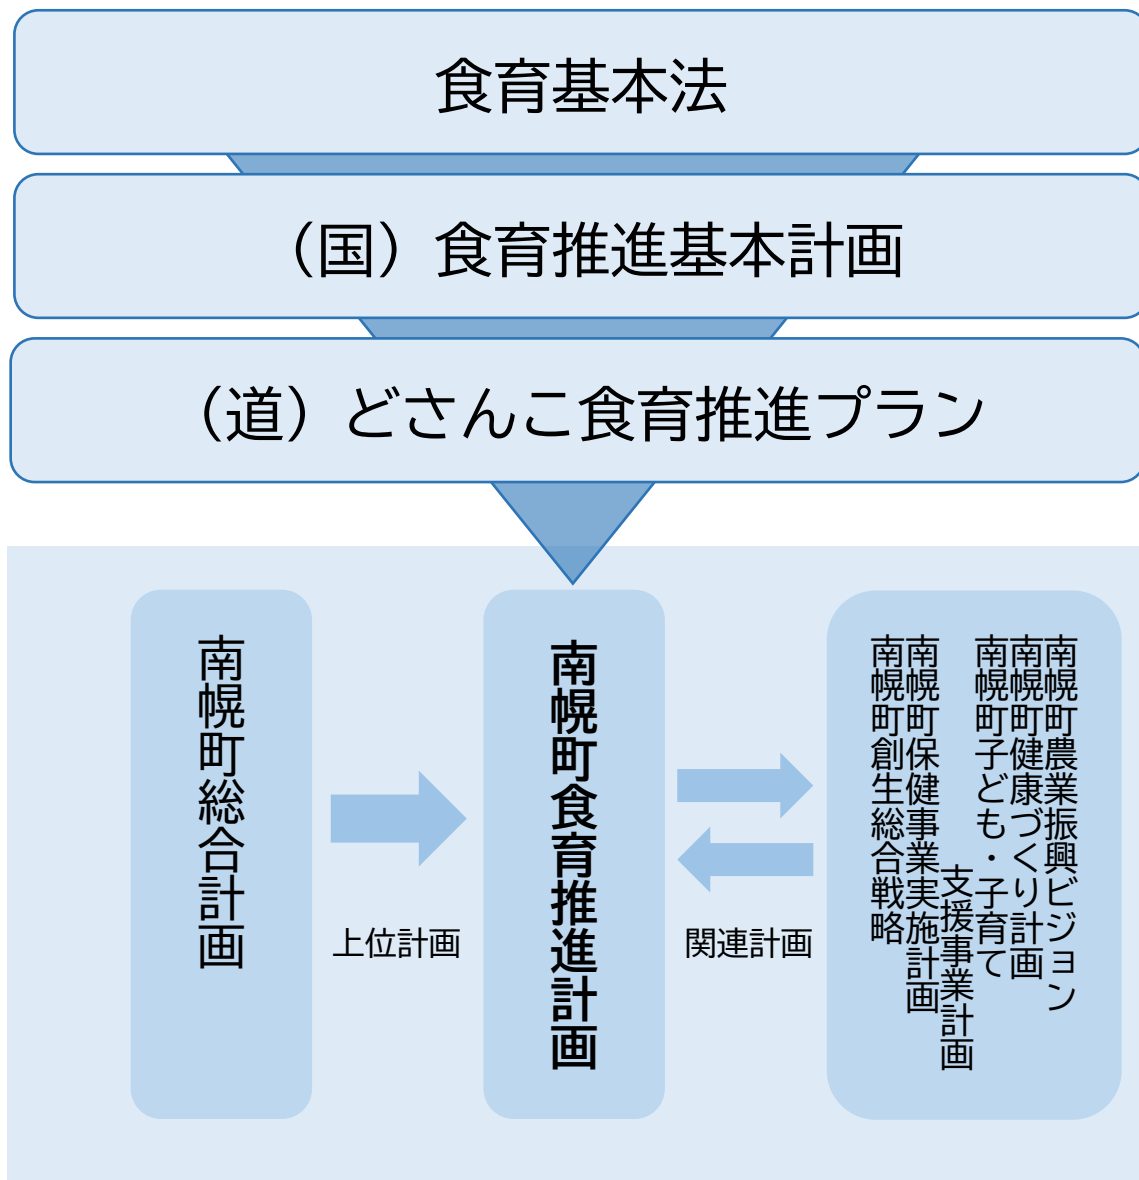 食育基本法
（国）食育推進基本計画
（道）どさんこ食育推進プラン
南幌町総合計画
上位計画
南幌町食育推進計画
関連計画
南幌町農業振興ビジョン
南幌町健康づくり計画
南幌町子ども・子育て
支援事業計画
南幌町保健事業実施計画
南幌町創生総合戦略